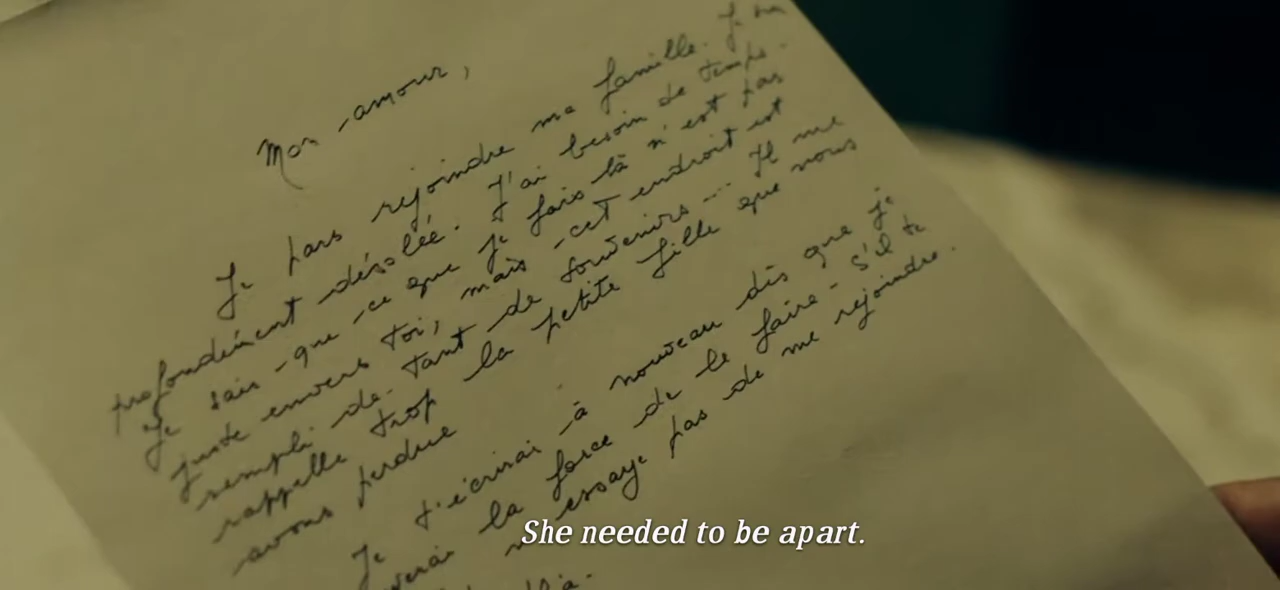 Mon amour,
Je pars rejoindre ma famille. Je suis
profondément désolée. J'ai besoin de temps.
Je sais que ce que je fais là n'est pas
juste envers toi, mais cet endroit est
rempli de tant de souvenirs... Il me
rappelle trop la petite fille que nous
avons perdue
Je t'écrirai à nouveau dès que je
la force de le faire. S'il te
essaye pas de me rejoindre.
She needed to be apart.